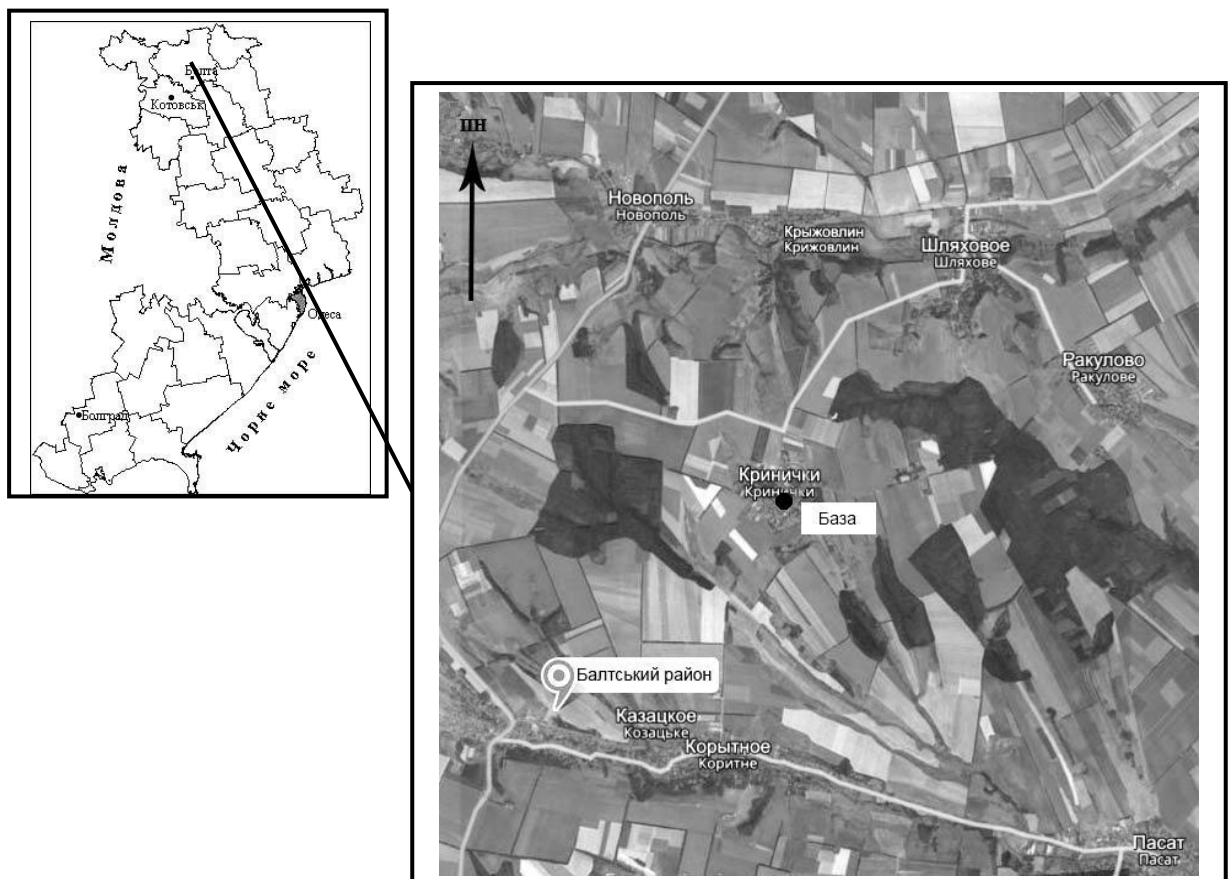 Балта
Котовськ
Молдова
Одеса
Чорне море
Болград
ПН
Новополь
Новополь
Крыжовлин
Крижовлин
Шляховое
Шляхове
Ракулово
Ракулове
Кринички
Кринички
База
Балтський район
Казацкое
Козацьке
Корытное
Коритне
Пасат
Пасат